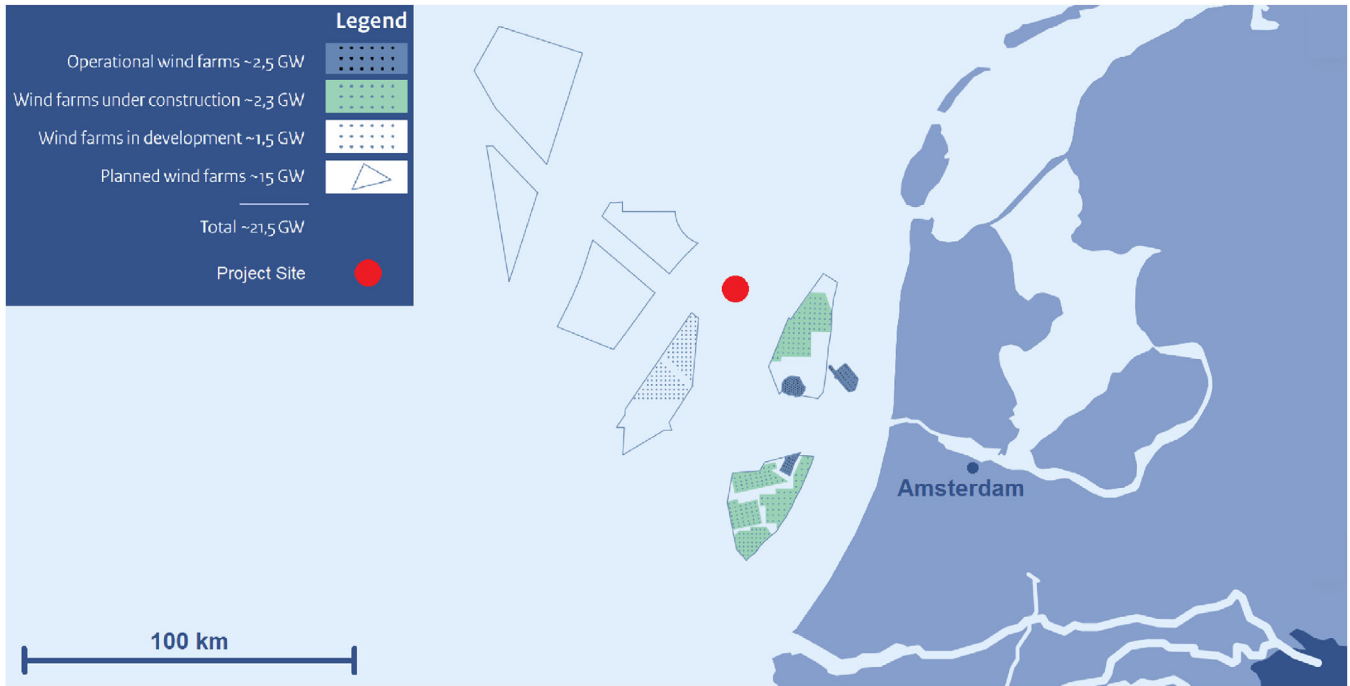 Legend
Operational wind farms ~2,5 GW
Wind farms under construction ~2,3 GW
Wind farms in development ~1,5 GW
Planned wind farms ~15 GW
Total ~21,5 GW
Project Site
Amsterdam
100 km